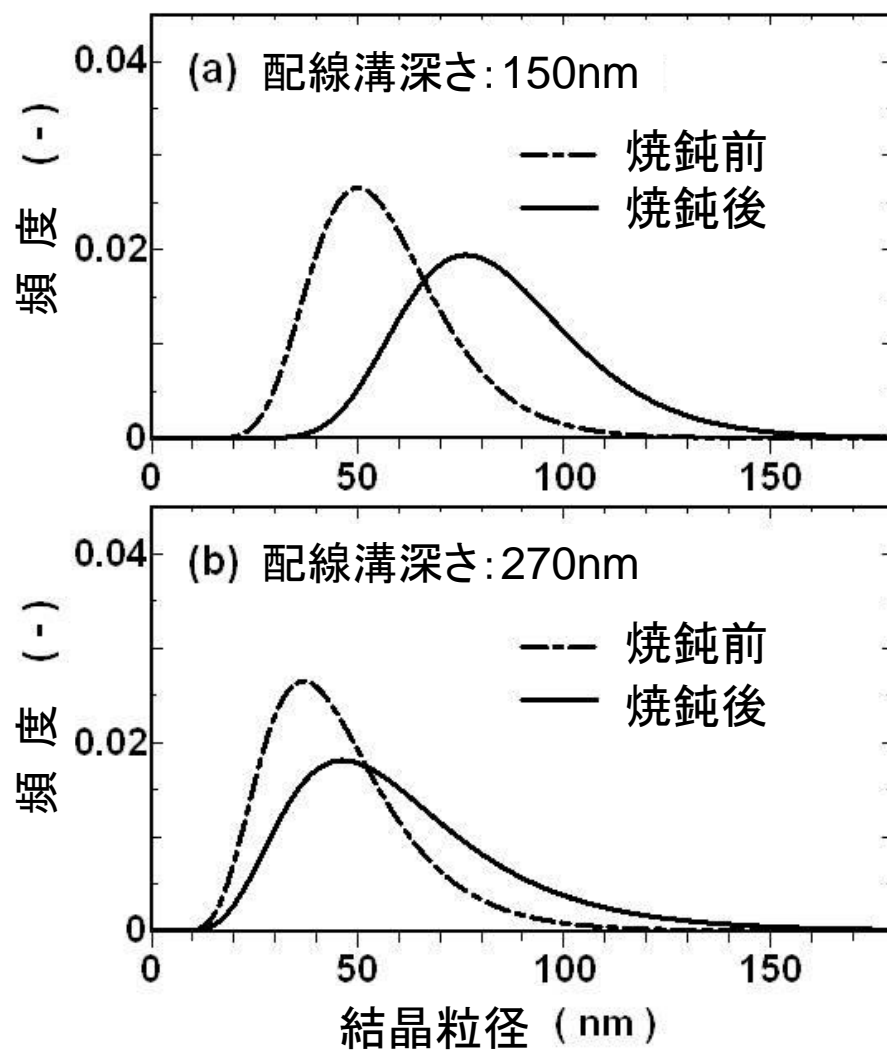 0.04
(a) 配線溝深さ:150nm
焼鈍前
焼鈍後
0.02
頻度 (-)
0
0 50 100 150
0.04
(b) 配線溝深さ:270nm
焼鈍前
焼鈍後
0.02
頻度 (-)
0
0 50 100 150
結晶粒径 (nm)